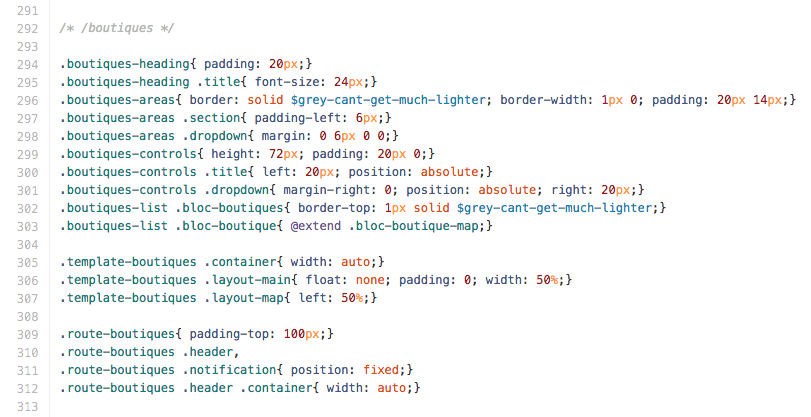 291
292 /* /boutiques */
293
294 .boutiques-heading{ padding: 20px;}
295 .boutiques-heading .title{ font-size: 24px;}
296 .boutiques-areas{ border: solid $grey-cant-get-much-lighter; border-width: 1px 0; padding: 20px 14px;}
297 .boutiques-areas .section{ padding-left: 6px;}
298 .boutiques-areas .dropdown{ margin: 0 6px 0 0;}
299 .boutiques-controls{ height: 72px; padding: 20px 0;}
300 .boutiques-controls .title{ left: 20px; position: absolute;}
301 .boutiques-controls .dropdown{ margin-right: 0; position: absolute; right: 20px;}
302 .boutiques-list .bloc-boutiques{ border-top: 1px solid $grey-cant-get-much-lighter;}
303 .boutiques-list .bloc-boutique{ @extend .bloc-boutique-map;}
304
305 .template-boutiques .container{ width: auto;}
306 .template-boutiques .layout-main{ float: none; padding: 0; width: 50%;}
307 .template-boutiques .layout-map{ left: 50%;}
308
309 .route-boutiques{ padding-top: 100px;}
310 .route-boutiques .header,
311 .route-boutiques .notification{ position: fixed;}
312 .route-boutiques .header .container{ width: auto;}
313